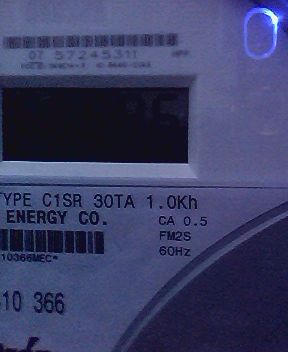 07 57245311
TYPE C1SR 30TA 1.0Kh
ENERGY CO.
CA 0.5
FM2S
60Hz
10366MEC*
10 366